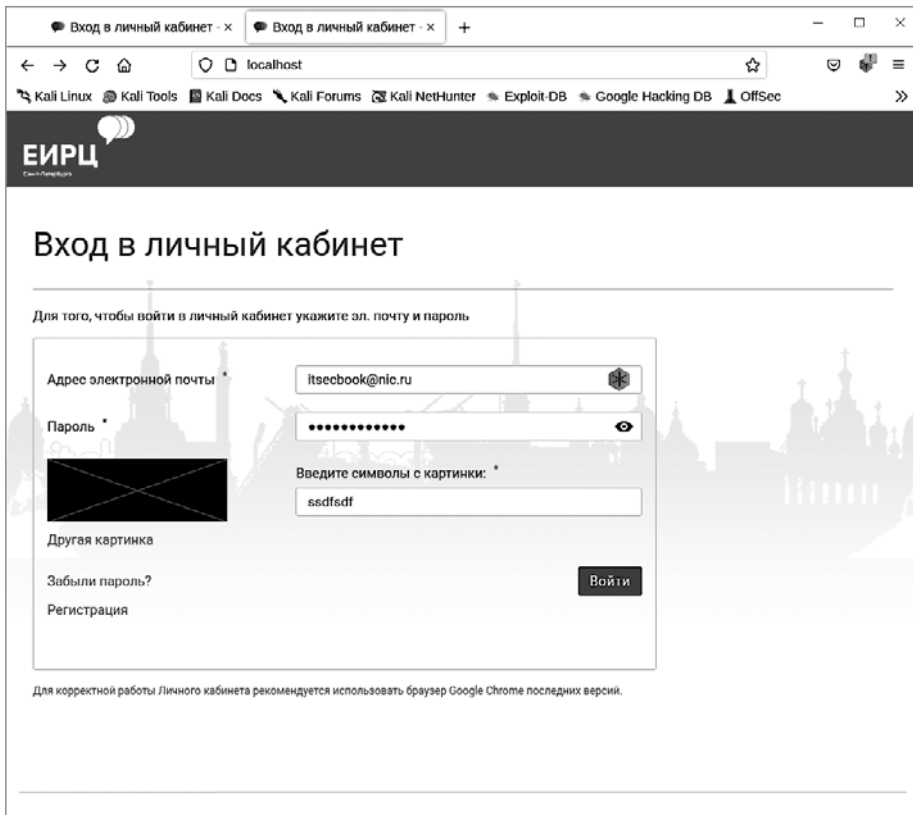 Вход в личный кабинет - × Вход в личный кабинет - × +
localhost
Kali Linux Kali Tools Kali Docs Kali Forums Kali NetHunter Exploit-DB Google Hacking DB OffSec
ЕИРЦ
Санкт-Петербурга
Вход в личный кабинет
Для того, чтобы войти в личный кабинет укажите эл. почту и пароль
Адрес электронной почты * itsecbook@nic.ru
Пароль * ••••••••••••
Введите символы с картинки: *
ssdfsdf
Другая картинка
Забыли пароль? Войти
Регистрация
Для корректной работы Личного кабинета рекомендуется использовать браузер Google Chrome последних версий.